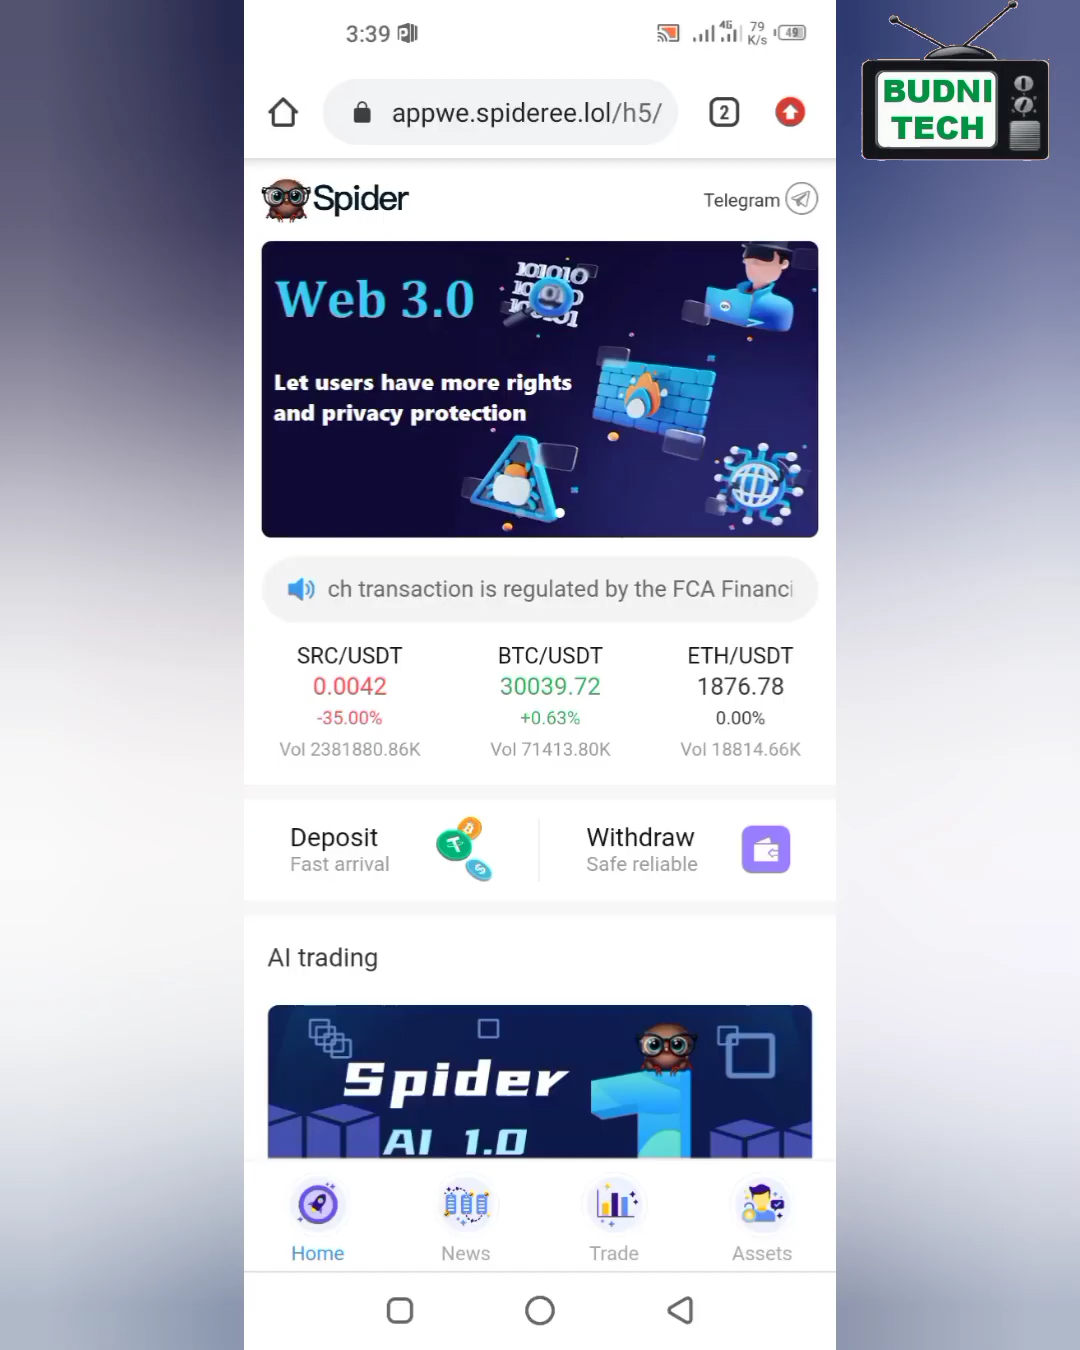 3:39
4G
79
K/s
49
BUDNI
TECH
appwe.spideree.lol/h5/
2
Spider
Telegram
Web 3.0
101010
Let users have more rights
and privacy protection
ch transaction is regulated by the FCA Financi
SRC/USDT
BTC/USDT
ETH/USDT
0.0042
30039.72
1876.78
-35.00%
+0.63%
0.00%
Vol 2381880.86K
Vol 71413.80K
Vol 18814.66K
Deposit
Fast arrival
Withdraw
Safe reliable
AI trading
Spider
AI 1.0
Home
News
Trade
Assets